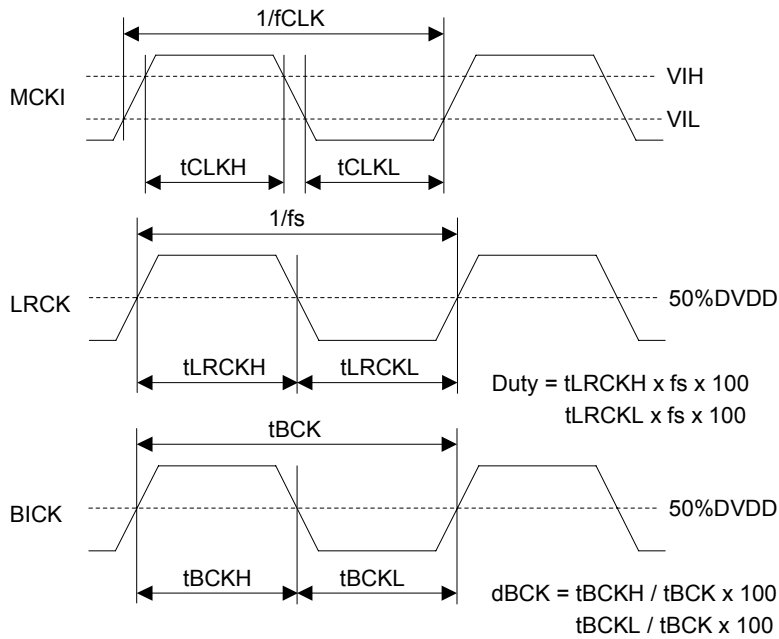 1/fCLK
MCKI
VIH
VIL
tCLKH
tCLKL
1/fs
LRCK
50%DVDD
tLRCKH
tLRCKL
Duty = tLRCKH x fs x 100
tLRCKL x fs x 100
tBCK
BICK
50%DVDD
tBCKH
tBCKL
dBCK = tBCKH / tBCK x 100
tBCKL / tBCK x 100